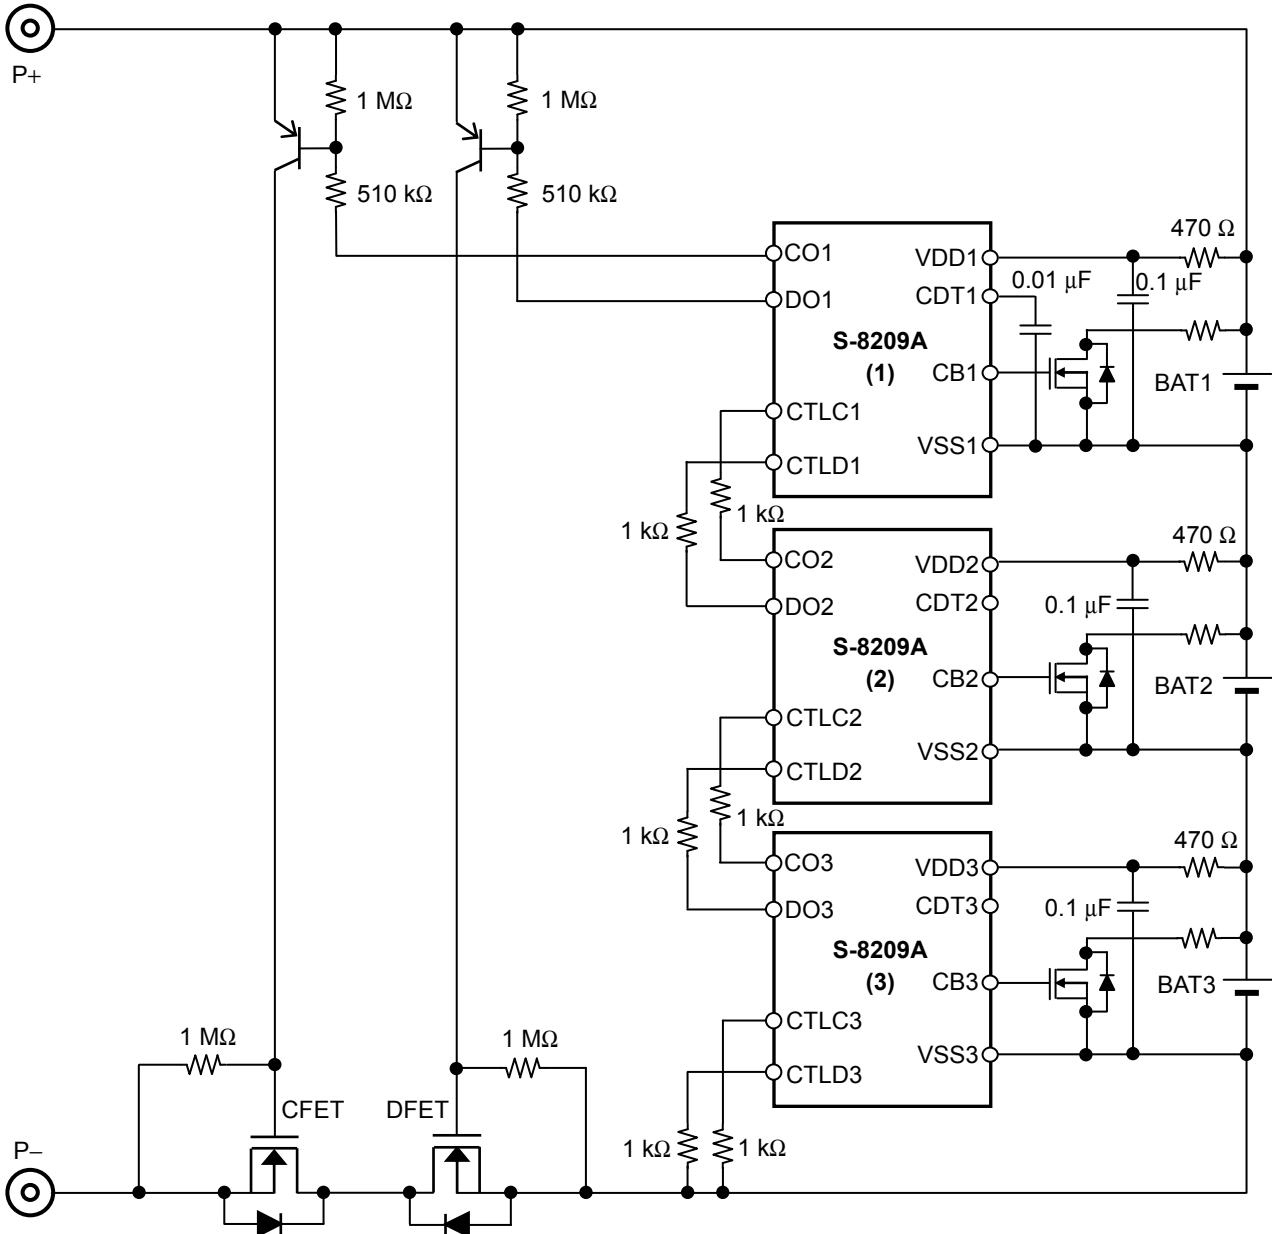 P+
1 MΩ
1 MΩ
510 kΩ
510 kΩ
470 Ω
CO1
VDD1
0.01 µF
0.1 µF
CDT1
DO1
S-8209A
(1)
CB1
BAT1
CTLC1
VSS1
CTLD1
1 kΩ
1 kΩ
470 Ω
CO2
VDD2
CDT2
0.1 µF
DO2
S-8209A
(2)
CB2
BAT2
CTLC2
VSS2
CTLD2
1 kΩ
1 kΩ
470 Ω
CO3
VDD3
CDT3
0.1 µF
DO3
S-8209A
(3)
CB3
BAT3
CTLC3
1 MΩ
1 MΩ
VSS3
CTLD3
CFET
DFET
1 kΩ
1 kΩ
P−